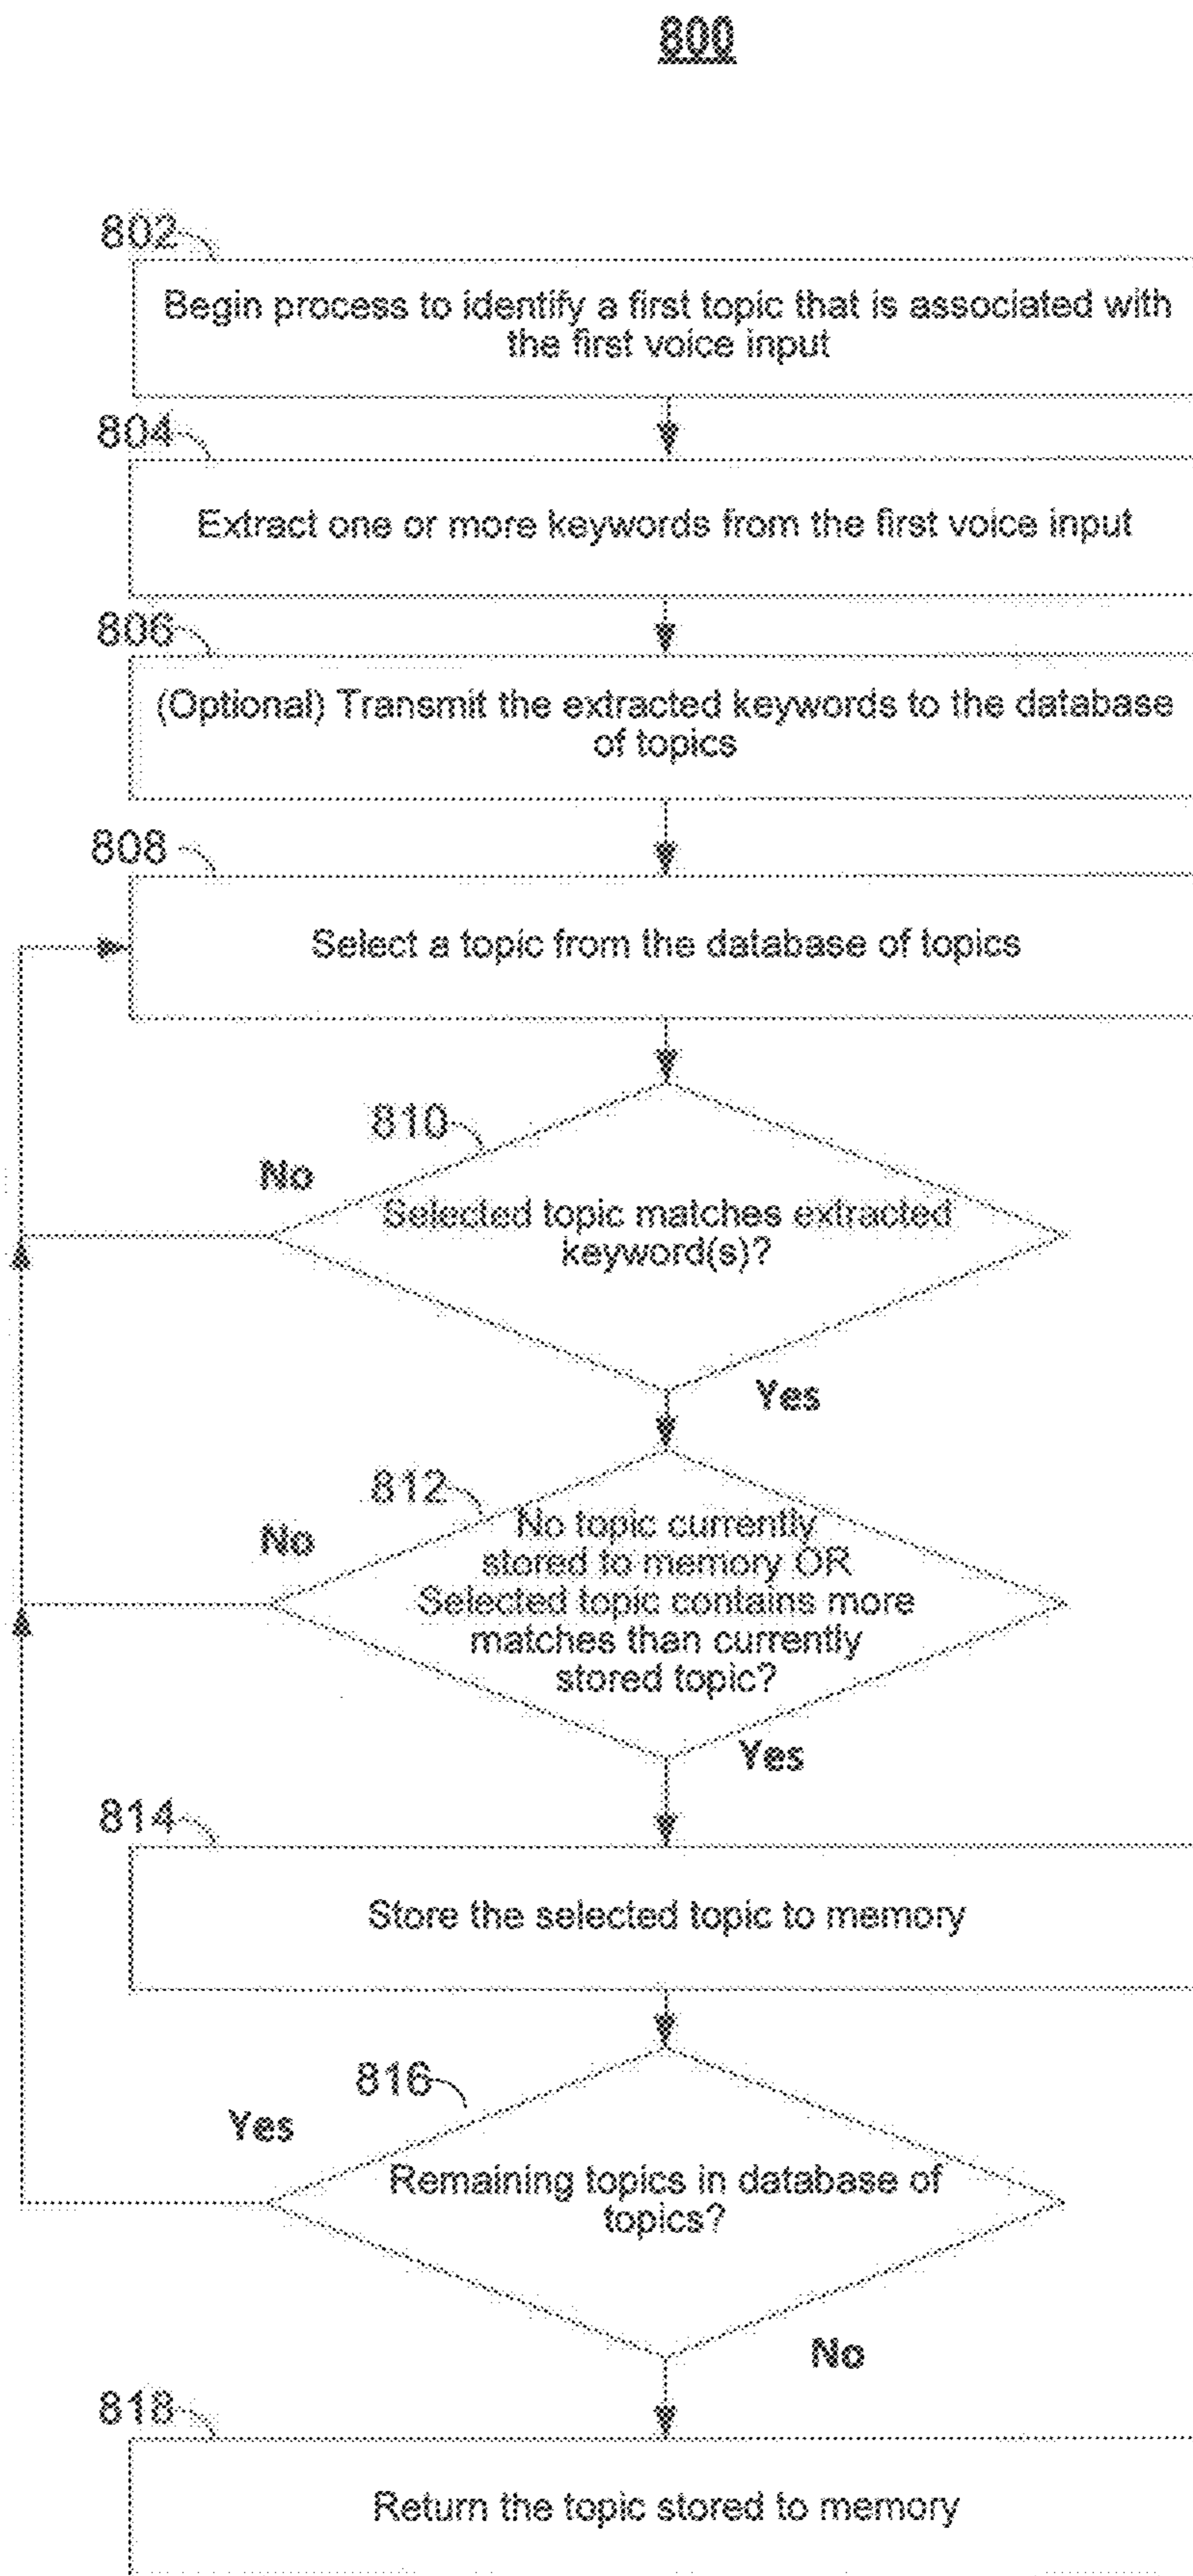 800
802
Begin process to identify a first topic that is associated with
the first voice input
804
Extract one or more keywords from the first voice input
806
(Optional) Transmit the extracted keywords to the database
of topics
808
Select a topic from the database of topics
810
No
Selected topic matches extracted
keyword(s)?
Yes
812
No
No topic currently
stored to memory OR
Selected topic contains more
matches than currently
stored topic?
Yes
814
Store the selected topic to memory
816
Yes
Remaining topics in database of
topics?
No
818
Return the topic stored to memory